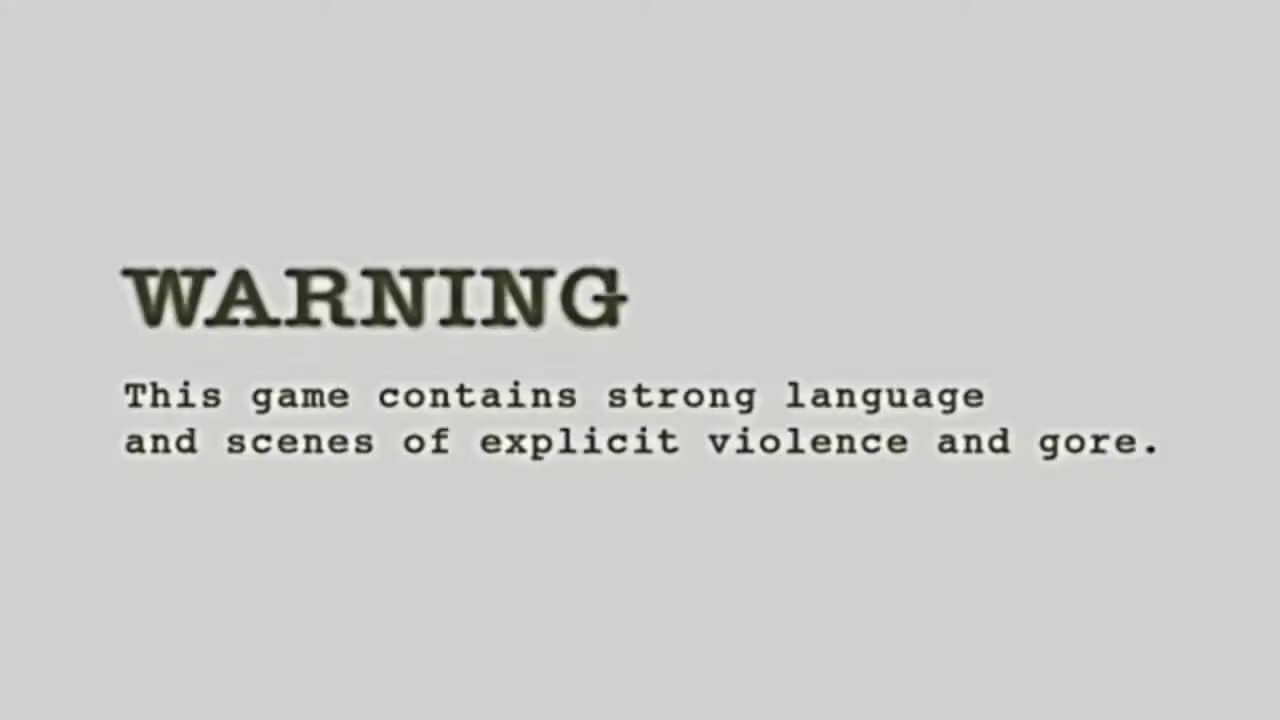 WARNING
This game contains strong language
and scenes of explicit violence and gore.